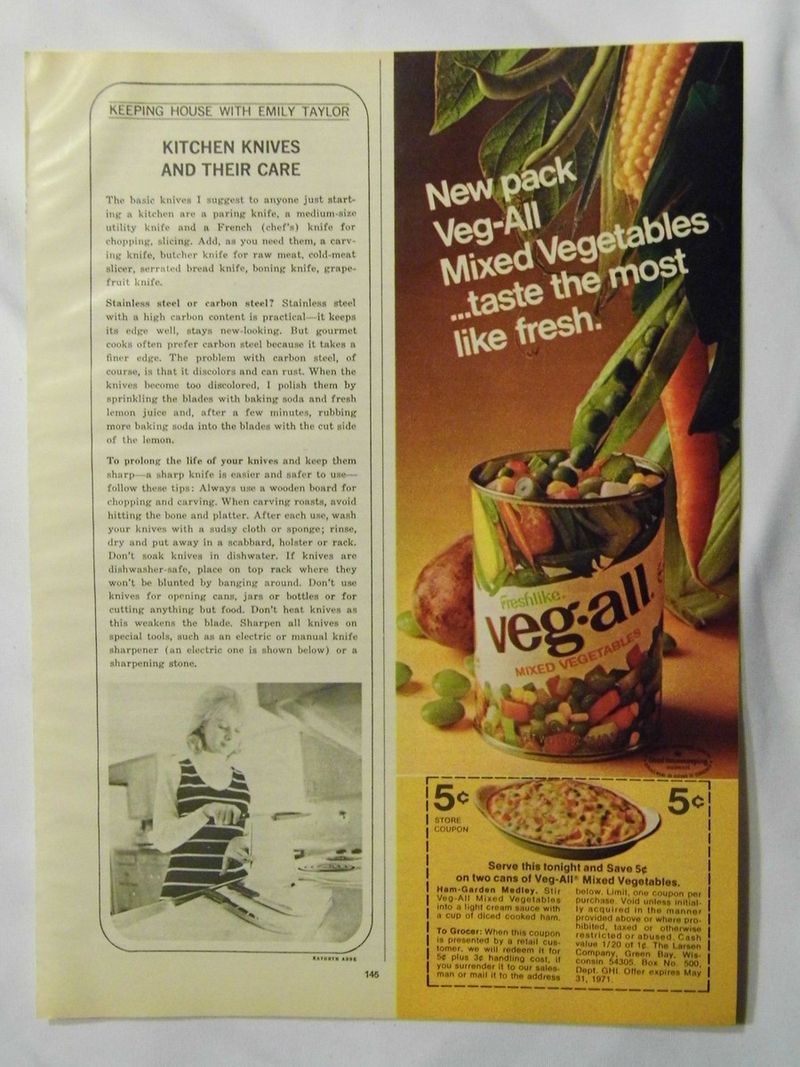 KEEPING HOUSE WITH EMILY TAYLOR
KITCHEN KNIVES
AND THEIR CARE
The basic knives I suggest to anyone just start-
ing a kitchen are a paring knife, a medium-size
utility knife and a French (chef's) knife for
chopping, slicing. Add, as you need them, a carv-
ing knife, butcher knife for raw meat, cold-meat
slicer, serrated bread knife, boning knife, grape-
fruit knife.
Stainless steel or carbon steel? Stainless steel
with a high carbon content is practical—it keeps
its edge well, stays new-looking. But gourmet
cooks often prefer carbon steel because it takes a
finer edge. The problem with carbon steel, of
course, is that it discolors and can rust. When the
knives become too discolored, I polish them by
sprinkling the blades with baking soda and fresh
lemon juice and, after a few minutes, rubbing
more baking soda into the blades with the cut side
of the lemon.
To prolong the life of your knives and keep them
sharp—a sharp knife is easier and safer to use—
follow these tips: Always use a wooden board for
chopping and carving. When carving roasts, avoid
hitting the bone and platter. After each use, wash
your knives with a sudsy cloth or sponge; rinse,
dry and put away in a scabbard, holster or rack.
Don't soak knives in dishwater. If knives are
dishwasher-safe, place on top rack where they
won't be blunted by banging around. Don't use
knives for opening cans, jars or bottles or for
cutting anything but food. Don't heat knives as
this weakens the blade. Sharpen all knives on
special tools, such as an electric or manual knife
sharpener (an electric one is shown below) or a
sharpening stone.
145
New pack
Veg-All
Mixed Vegetables
...taste the most
like fresh.
Freshlike.
veg·all.
MIXED VEGETABLES
Good Housekeeping
5¢
STORE
COUPON
5¢
Serve this tonight and Save 5¢
on two cans of Veg-All® Mixed Vegetables.
Ham-Garden Medley. Stir
Veg-All Mixed Vegetables
into a light cream sauce with
a cup of diced cooked ham.
To Grocer: When this coupon
is presented by a retail cus-
tomer, we will redeem it for
5¢ plus 3¢ handling cost, if
you surrender it to our sales-
man or mail it to the address
below. Limit, one coupon per
purchase. Void unless initial-
ly acquired in the manner
provided above or where pro-
hibited, taxed or otherwise
restricted or abused. Cash
value 1/20 of 1¢. The Larsen
Company, Green Bay, Wis-
consin 54305. Box No. 500,
Dept. GHI. Offer expires May
31, 1971.